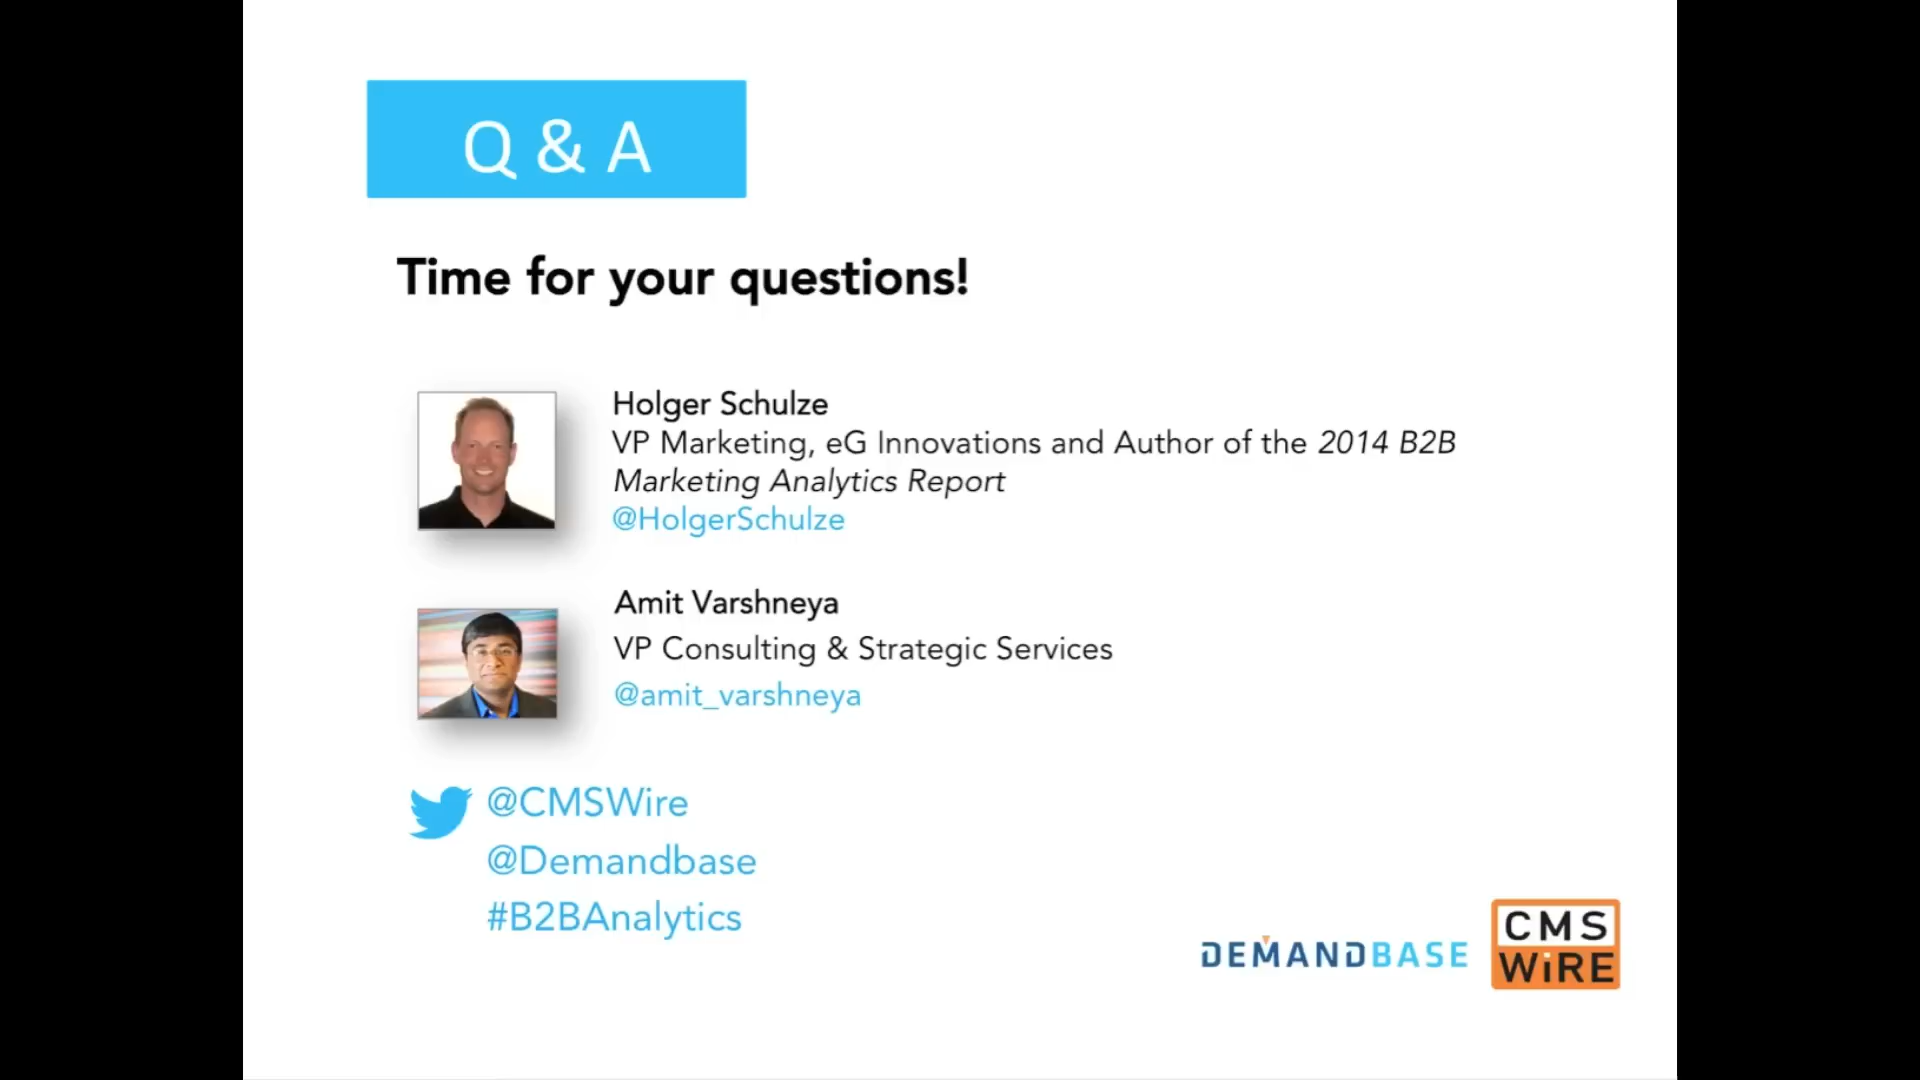 Q & A
Time for your questions!
Holger Schulze
VP Marketing, eG Innovations and Author of the 2014 B2B
Marketing Analytics Report
@HolgerSchulze
Amit Varshneya
VP Consulting & Strategic Services
@amit_varshneya
@CMSWire
@Demandbase
#B2BAnalytics
DEMANDBASE
CMS
WiRE